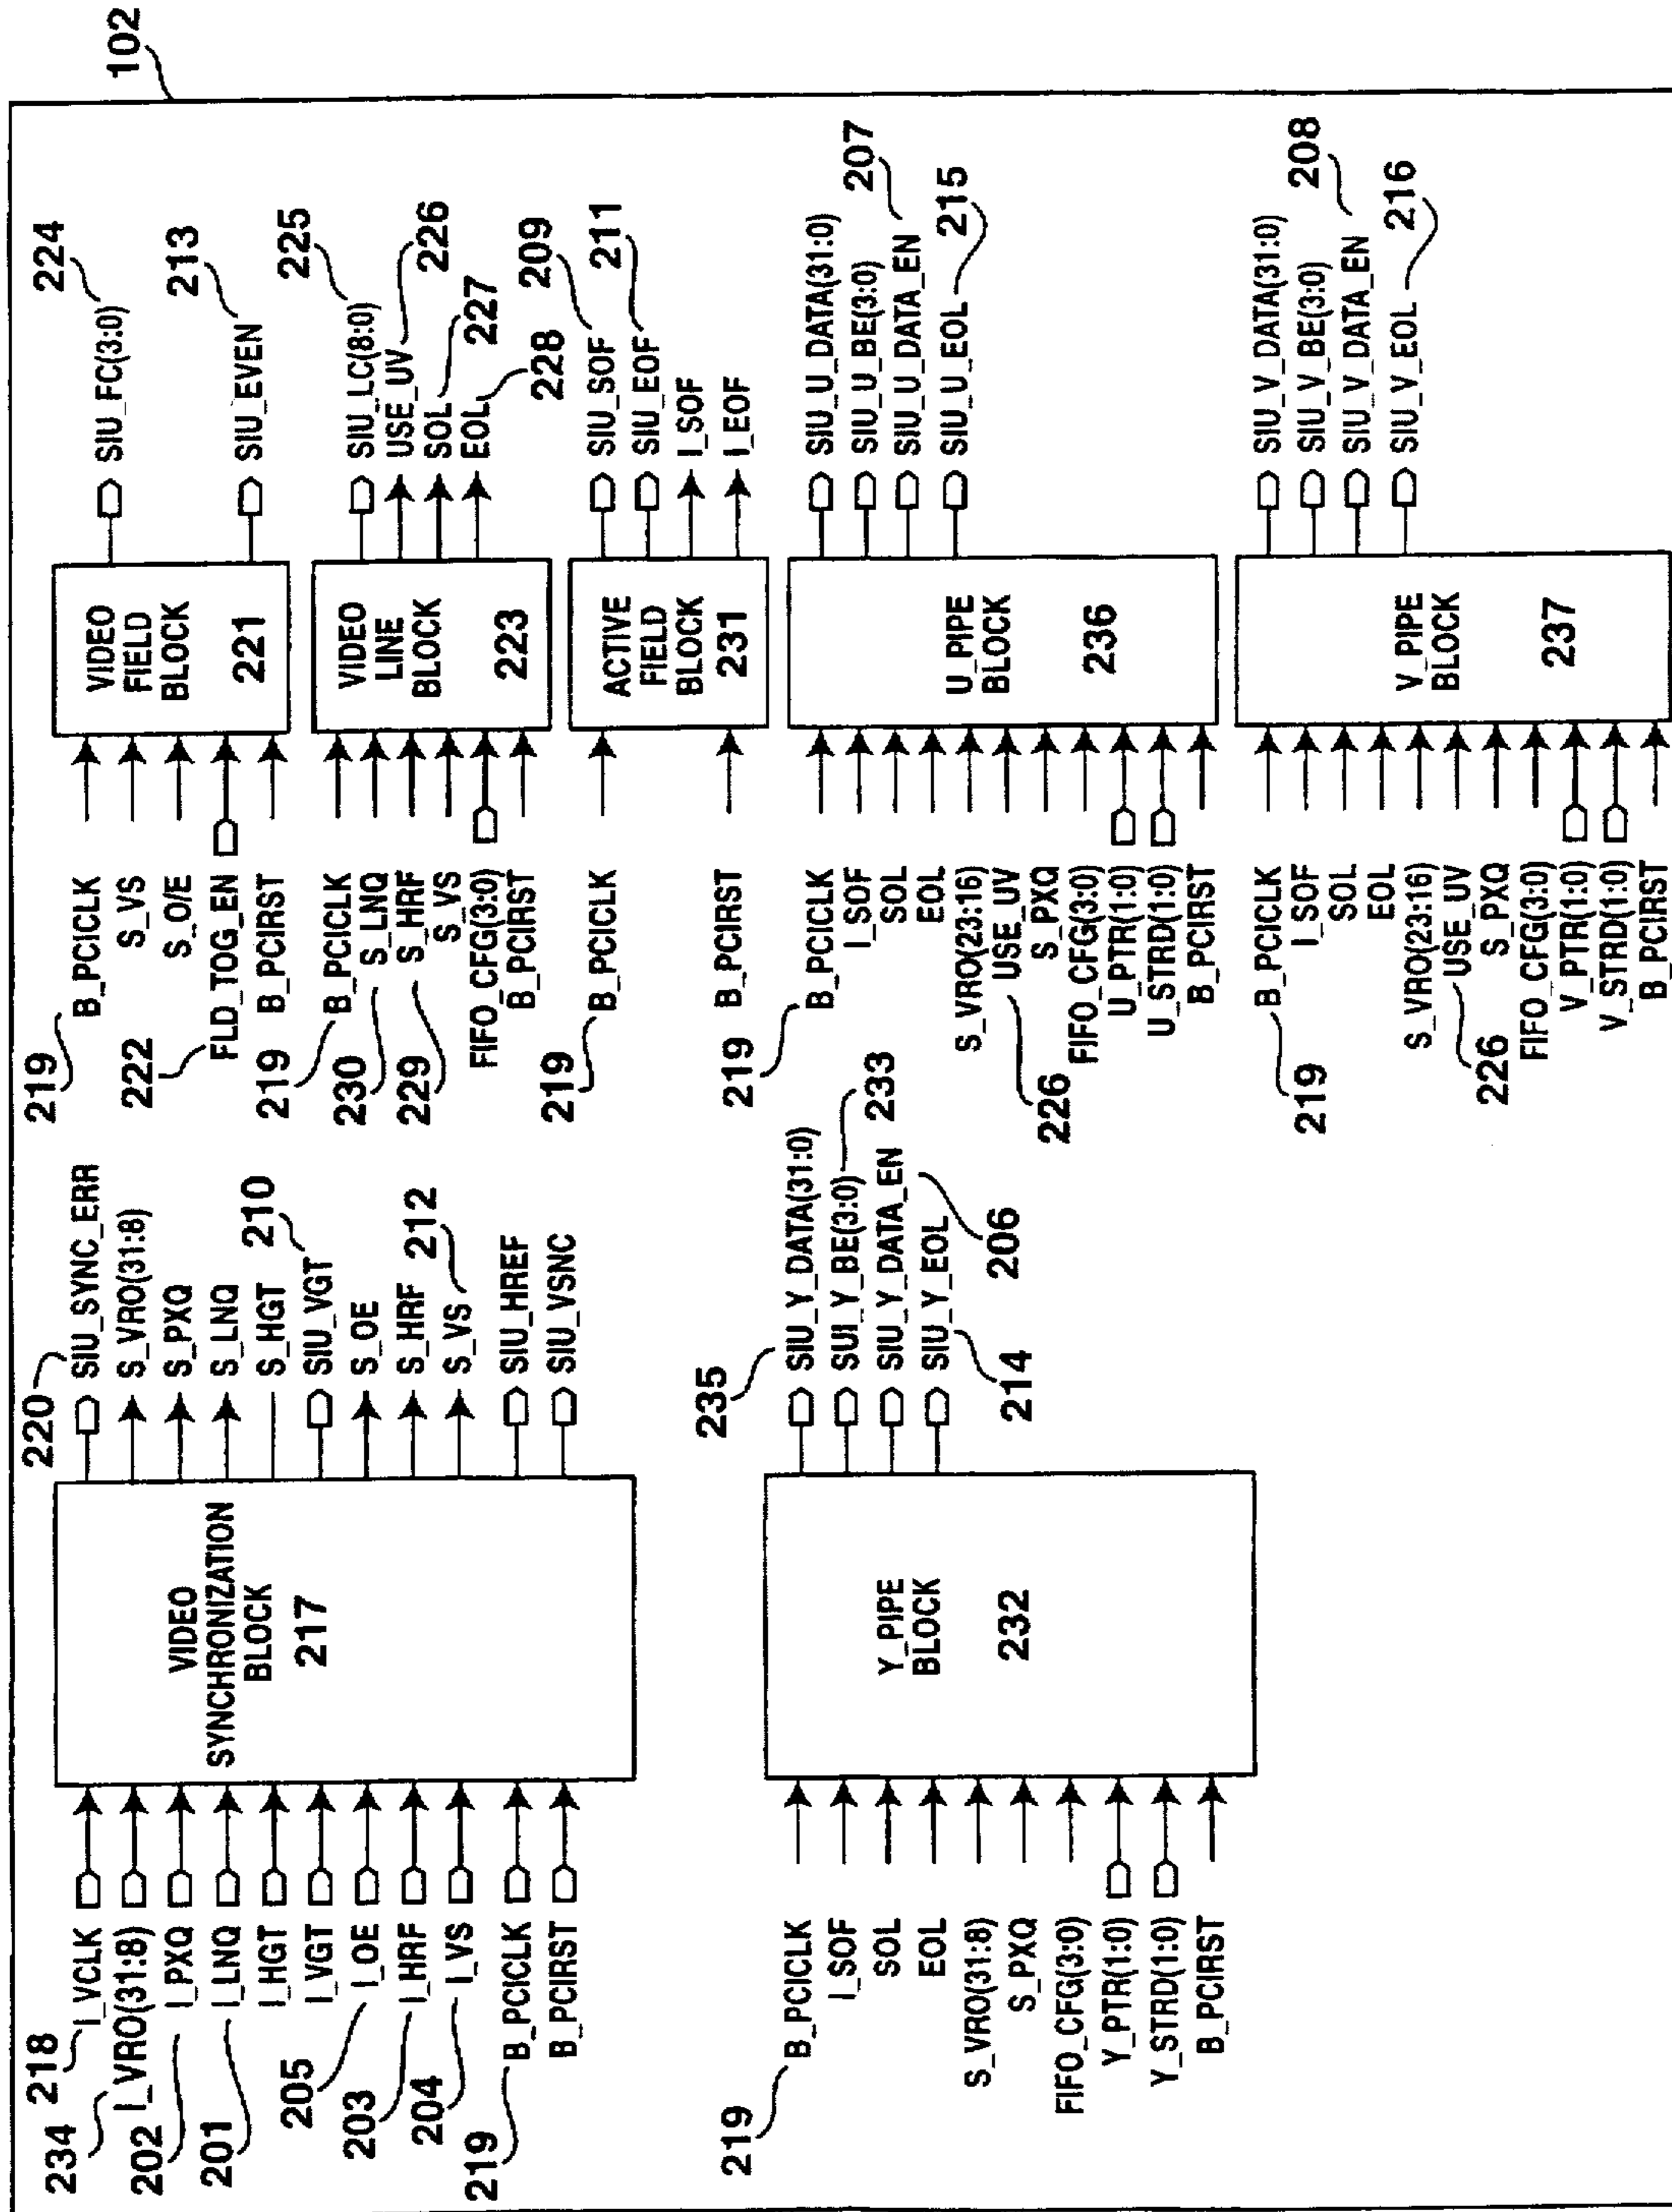 102
218
I_VCLK
234
I_VRO(31:8)
202
I_PXQ
201
I_LNQ
I_HGT
I_VGT
205
I_OE
203
I_HRF
204
I_VS
219
B_PCICLK
B_PCIRST
VIDEO
SYNCHRONIZATION
BLOCK
217
220
SIU_SYNC_ERR
S_VRO(31:8)
S_PXQ
S_LNQ
S_HGT
210
SIU_VGT
S_OE
S_HRF
212
S_VS
SIU_HREF
SIU_VSNC
219
B_PCICLK
I_SOF
SOL
EOL
S_VRO(31:8)
S_PXQ
FIFO_CFG(3:0)
Y_PTR(1:0)
Y_STRD(1:0)
B_PCIRST
Y_PIPE
BLOCK
232
235
SIU_Y_DATA(31:0)
SUI_Y_BE(3:0)
233
SIU_Y_DATA_EN
206
SIU_Y_EOL
214
219
B_PCICLK
S_VS
S_O/E
222
FLD_TOG_EN
B_PCIRST
VIDEO
FIELD
BLOCK
221
SIU_FC(3:0)
224
SIU_EVEN
213
219
B_PCICLK
230
S_LNQ
229
S_HRF
S_VS
FIFO_CFG(3:0)
B_PCIRST
VIDEO
LINE
BLOCK
223
SIU_LC(8:0)
225
USE_UV
226
SOL
227
EOL
228
219
B_PCICLK
B_PCIRST
ACTIVE
FIELD
BLOCK
231
SIU_SOF
209
SIU_EOF
211
I_SOF
I_EOF
219
B_PCICLK
I_SOF
SOL
EOL
S_VRO(23:16)
USE_UV
226
S_PXQ
FIFO_CFG(3:0)
U_PTR(1:0)
U_STRD(1:0)
B_PCIRST
U_PIPE
BLOCK
236
SIU_U_DATA(31:0)
SIU_U_BE(3:0)
SIU_U_DATA_EN
207
SIU_U_EOL
215
219
B_PCICLK
I_SOF
SOL
EOL
S_VRO(23:16)
USE_UV
226
S_PXQ
FIFO_CFG(3:0)
V_PTR(1:0)
V_STRD(1:0)
B_PCIRST
V_PIPE
BLOCK
237
SIU_V_DATA(31:0)
SIU_V_BE(3:0)
SIU_V_DATA_EN
208
SIU_V_EOL
216